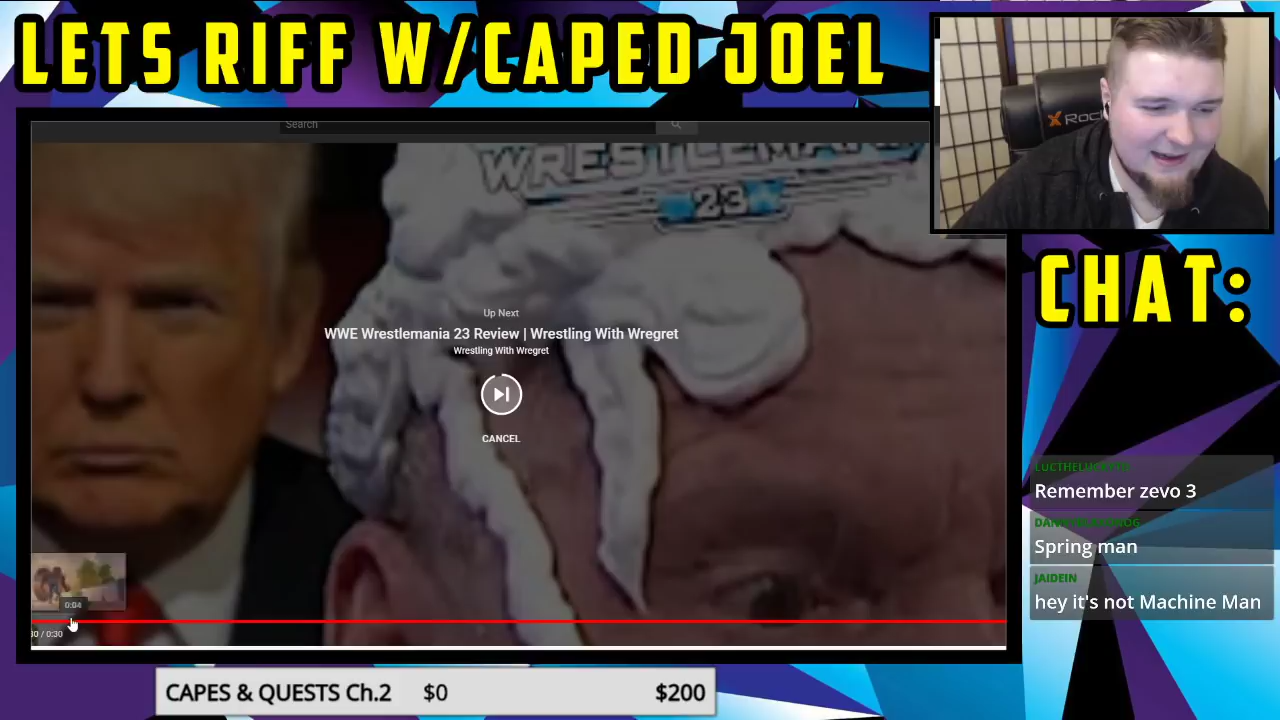 LETS RIFF W/CAPED JOEL
Search
WRESTLEMANIA
23
Up Next
WWE Wrestlemania 23 Review | Wrestling With Wregret
Wrestling With Wregret
CANCEL
0:04
/ 0:30
CHAT:
Remember zevo 3
Spring man
JAIDEIN
hey it's not Machine Man
CAPES & QUESTS Ch.2 $0 $200